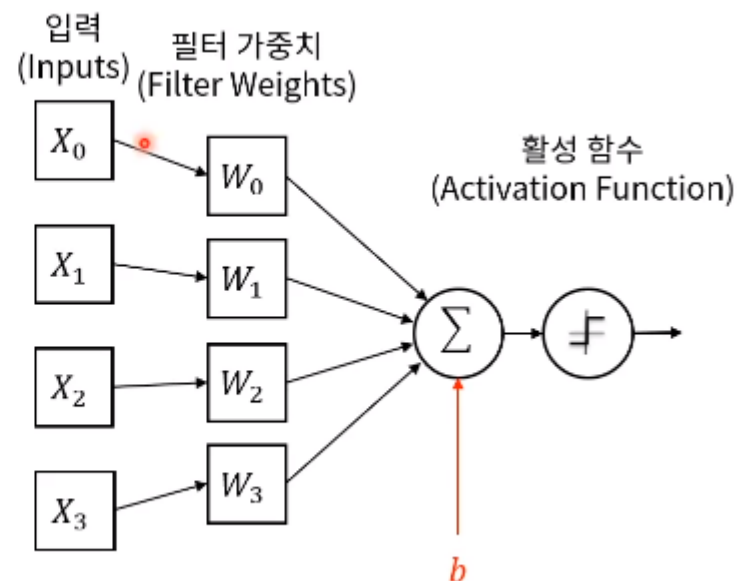 입력
(Inputs)
필터 가중치
(Filter Weights)
활성 함수
(Activation Function)
X₀
W₀
X₁
W₁
X₂
W₂
X₃
W₃
∑
b